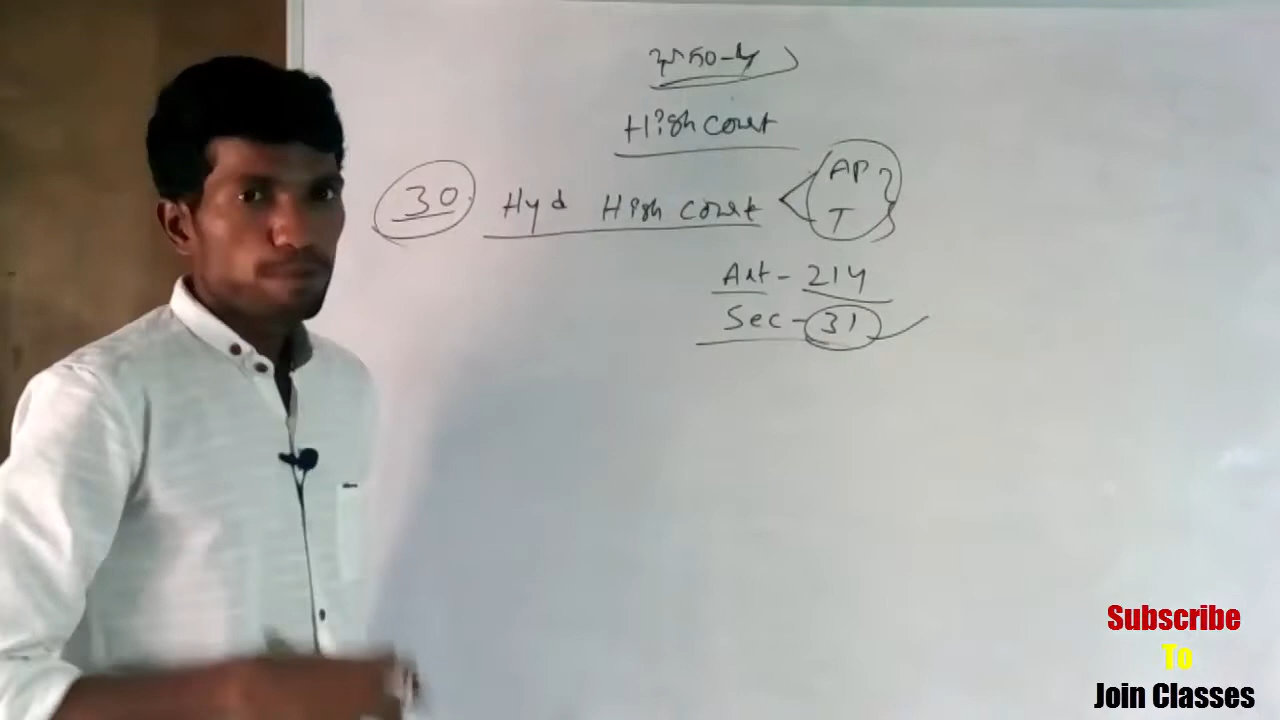 High court
30 Hyd High court AP
T
Art - 214
Sec - 31
Subscribe
To
Join Classes